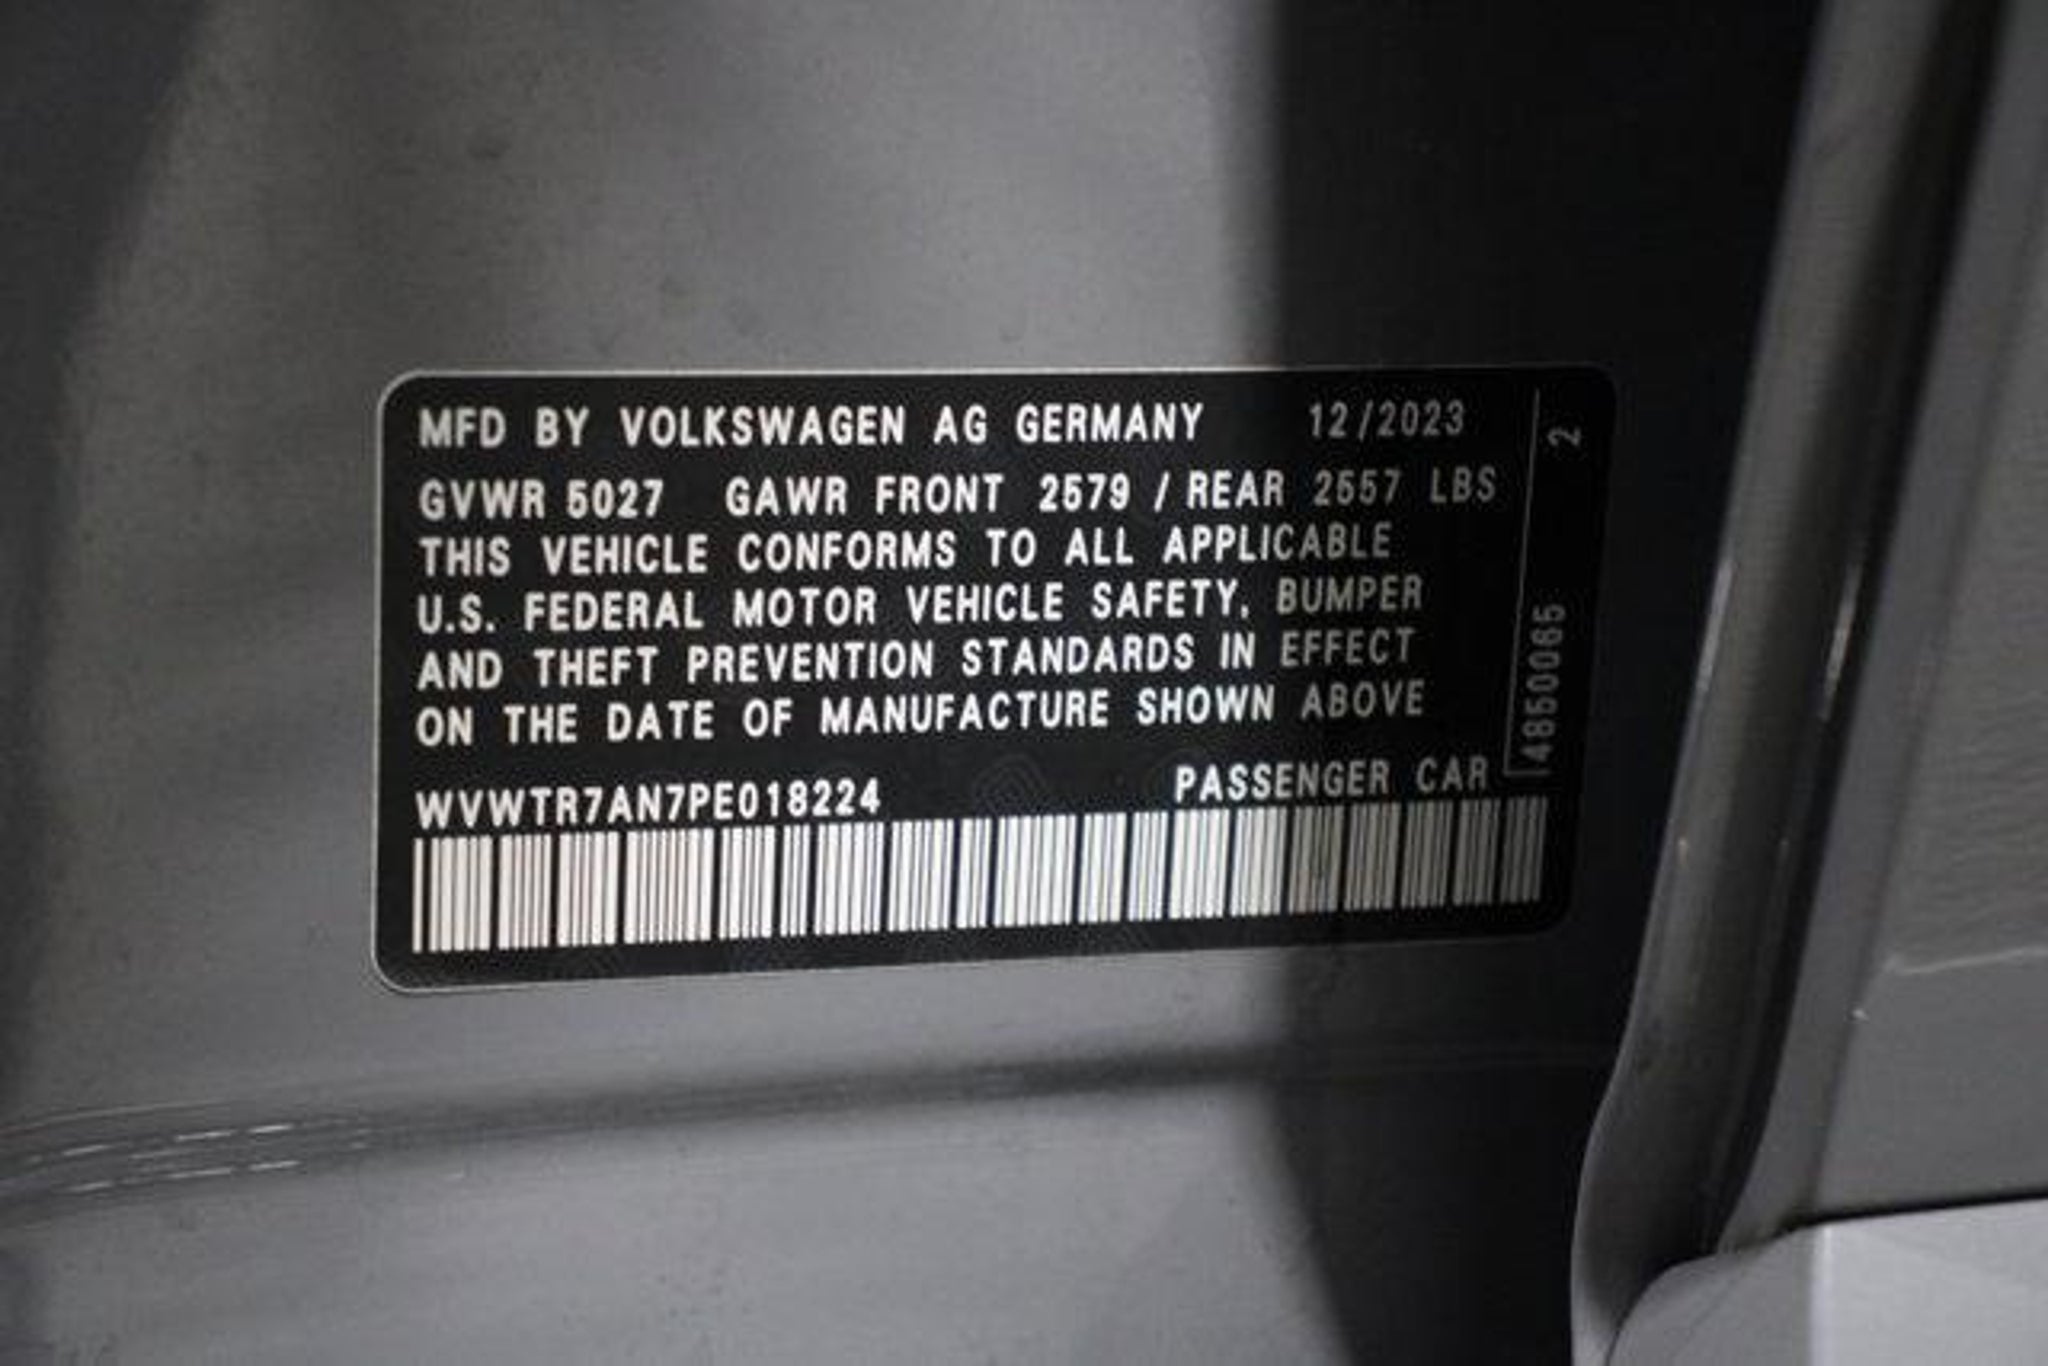 MFD BY VOLKSWAGEN AG GERMANY 12/2023
GVWR 5027 GAWR FRONT 2579 / REAR 2557 LBS
THIS VEHICLE CONFORMS TO ALL APPLICABLE
U.S. FEDERAL MOTOR VEHICLE SAFETY, BUMPER
AND THEFT PREVENTION STANDARDS IN EFFECT
ON THE DATE OF MANUFACTURE SHOWN ABOVE
WVWTR7AN7PE018224 PASSENGER CAR
4850065 2